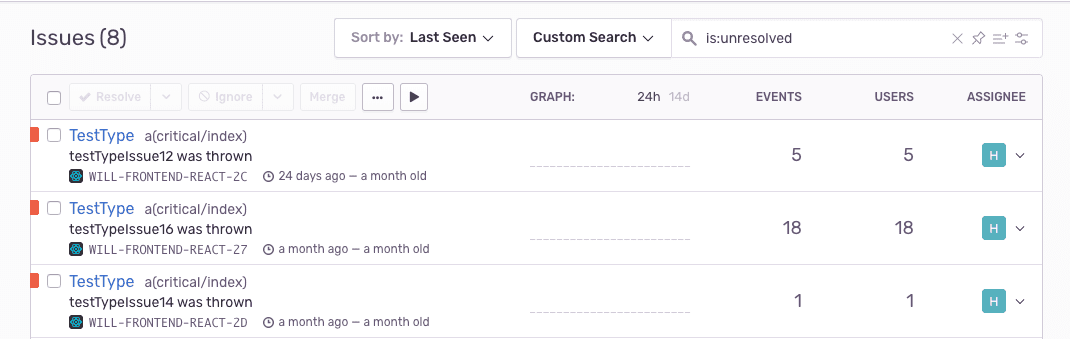 Issues (8)
Sort by: Last Seen
Custom Search
is:unresolved
Resolve
Ignore
Merge
GRAPH:
24h 14d
EVENTS
USERS
ASSIGNEE
TestType a(critical/index)
testTypeIssue12 was thrown
WILL-FRONTEND-REACT-2C 24 days ago — a month old
5
5
H
TestType a(critical/index)
testTypeIssue16 was thrown
WILL-FRONTEND-REACT-Z7 a month ago — a month old
18
18
H
TestType a(critical/index)
testTypeIssue14 was thrown
WILL-FRONTEND-REACT-2D a month ago — a month old
1
1
H